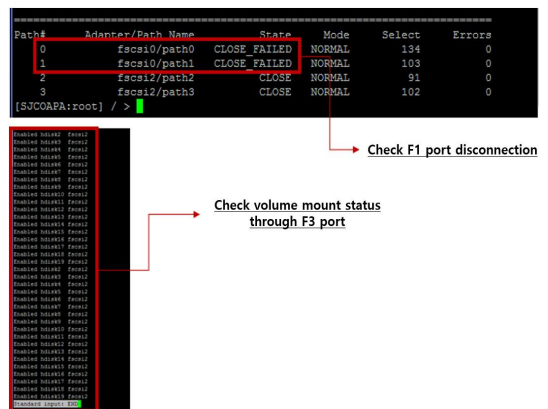 ==================================================
Path# Adapter/Path Name State Mode Select Errors
0 fscsi0/path0 CLOSE_FAILED NORMAL 134 0
1 fscsi0/path1 CLOSE_FAILED NORMAL 103 0
2 fscsi2/path2 CLOSE NORMAL 91 0
3 fscsi2/path3 CLOSE NORMAL 102 0
[SJCOAPA:root] / >
Check F1 port disconnection
Enabled hdisk2 fscsi2
Enabled hdisk3 fscsi2
Enabled hdisk4 fscsi2
Enabled hdisk5 fscsi2
Enabled hdisk6 fscsi2
Enabled hdisk7 fscsi2
Enabled hdisk8 fscsi2
Enabled hdisk9 fscsi2
Enabled hdisk10 fscsi2
Enabled hdisk11 fscsi2
Enabled hdisk12 fscsi2
Enabled hdisk13 fscsi2
Enabled hdisk14 fscsi2
Enabled hdisk15 fscsi2
Enabled hdisk16 fscsi2
Enabled hdisk17 fscsi2
Enabled hdisk18 fscsi2
Enabled hdisk19 fscsi2
Enabled hdisk2 fscsi2
Enabled hdisk3 fscsi2
Enabled hdisk4 fscsi2
Enabled hdisk5 fscsi2
Enabled hdisk6 fscsi2
Enabled hdisk7 fscsi2
Enabled hdisk8 fscsi2
Enabled hdisk9 fscsi2
Enabled hdisk10 fscsi2
Enabled hdisk11 fscsi2
Enabled hdisk12 fscsi2
Enabled hdisk13 fscsi2
Enabled hdisk14 fscsi2
Enabled hdisk15 fscsi2
Enabled hdisk16 fscsi2
Enabled hdisk17 fscsi2
Enabled hdisk18 fscsi2
Enabled hdisk19 fscsi2
Standard input: END
Check volume mount status
through F3 port